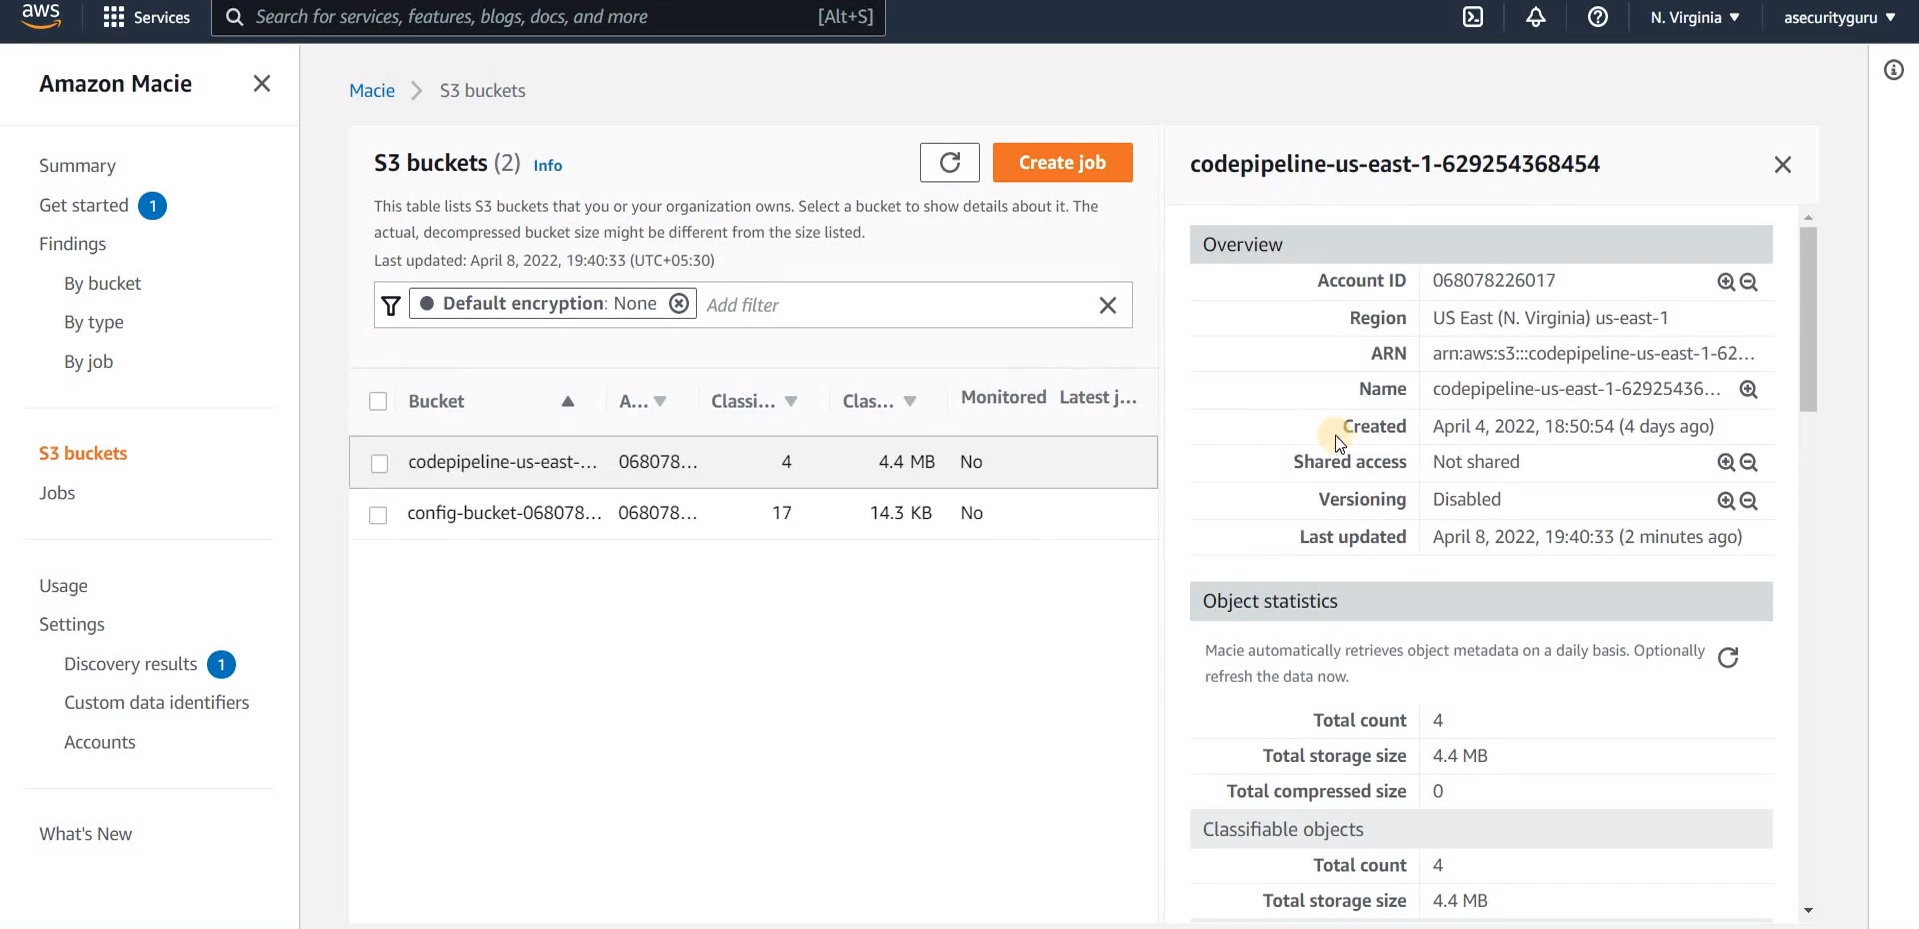 aws
Services
Search for services, features, blogs, docs, and more
[Alt+S]
N. Virginia ▼
asecurityguru ▼
Amazon Macie
Summary
Get started 1
Findings
By bucket
By type
By job
S3 buckets
Jobs
Usage
Settings
Discovery results 1
Custom data identifiers
Accounts
What's New
Macie > S3 buckets
S3 buckets (2) Info
Create job
This table lists S3 buckets that you or your organization owns. Select a bucket to show details about it. The
actual, decompressed bucket size might be different from the size listed.
Last updated: April 8, 2022, 19:40:33 (UTC+05:30)
Default encryption: None
Add filter
Bucket ▲ A... ▼ Classi... ▼ Clas... ▼ Monitored Latest j...
codepipeline-us-east-... 068078... 4 4.4 MB No
config-bucket-068078... 068078... 17 14.3 KB No
codepipeline-us-east-1-629254368454
Overview
Account ID 068078226017
Region US East (N. Virginia) us-east-1
ARN arn:aws:s3:::codepipeline-us-east-1-62...
Name codepipeline-us-east-1-62925436...
Created April 4, 2022, 18:50:54 (4 days ago)
Shared access Not shared
Versioning Disabled
Last updated April 8, 2022, 19:40:33 (2 minutes ago)
Object statistics
Macie automatically retrieves object metadata on a daily basis. Optionally
refresh the data now.
Total count 4
Total storage size 4.4 MB
Total compressed size 0
Classifiable objects
Total count 4
Total storage size 4.4 MB